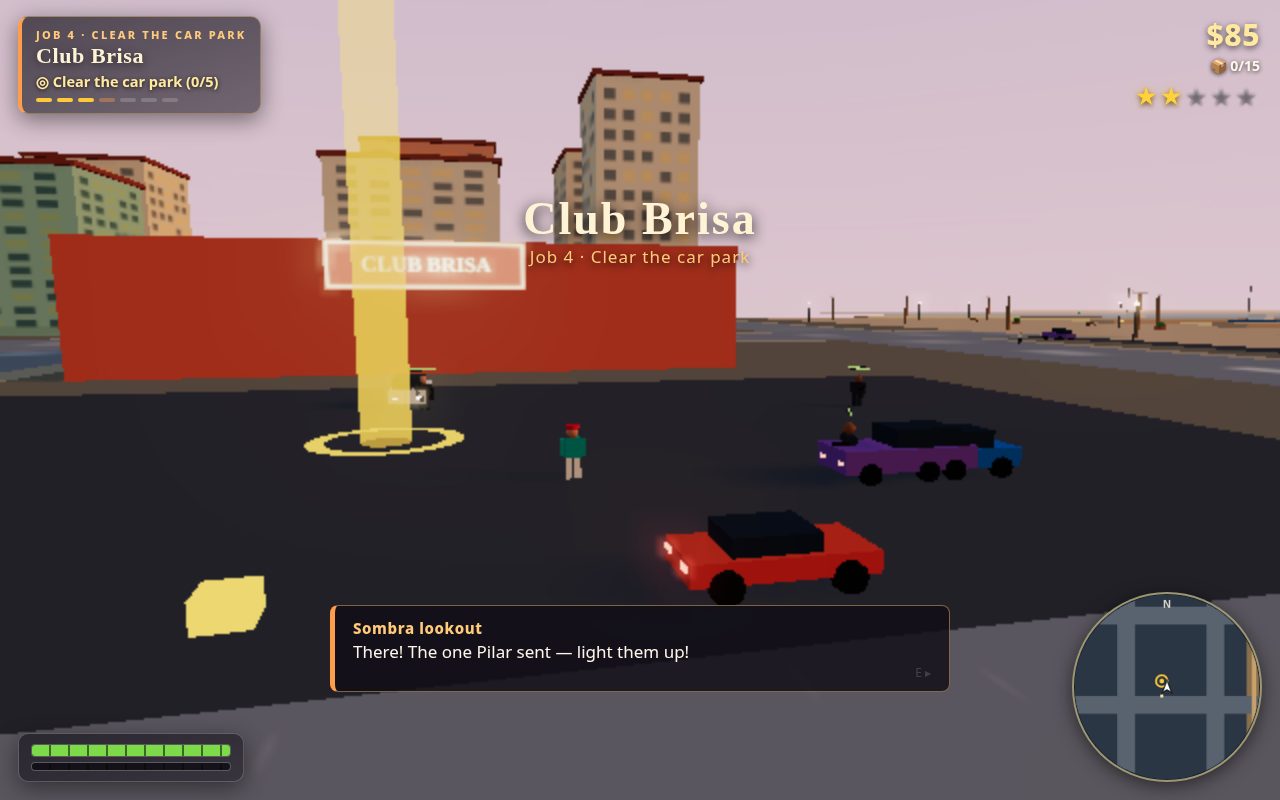 JOB 4 · CLEAR THE CAR PARK
Club Brisa
◎ Clear the car park (0/5)
$85
📦 0/15
Club Brisa
Job 4 · Clear the car park
CLUB BRISA
Sombra lookout
There! The one Pilar sent — light them up!
E ▸
N